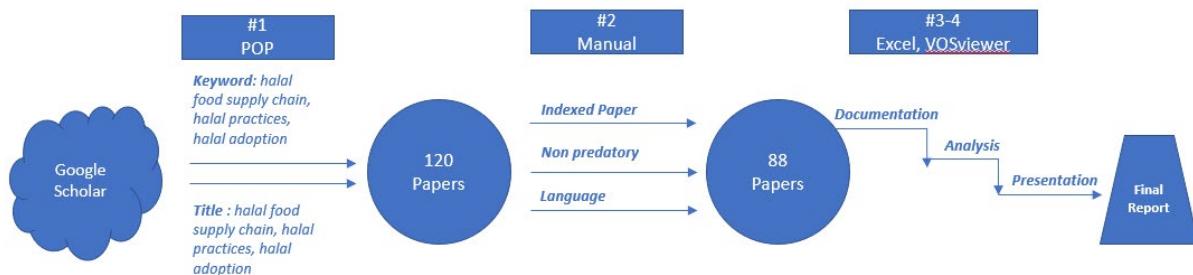 #1
POP
#2
Manual
#3-4
Excel, VOSviewer
Keyword: halal
food supply chain,
halal practices,
halal adoption
Google
Scholar
Title : halal food
supply chain, halal
practices, halal
adoption
120
Papers
Indexed Paper
Non predatory
Language
88
Papers
Documentation
Analysis
Presentation
Final
Report